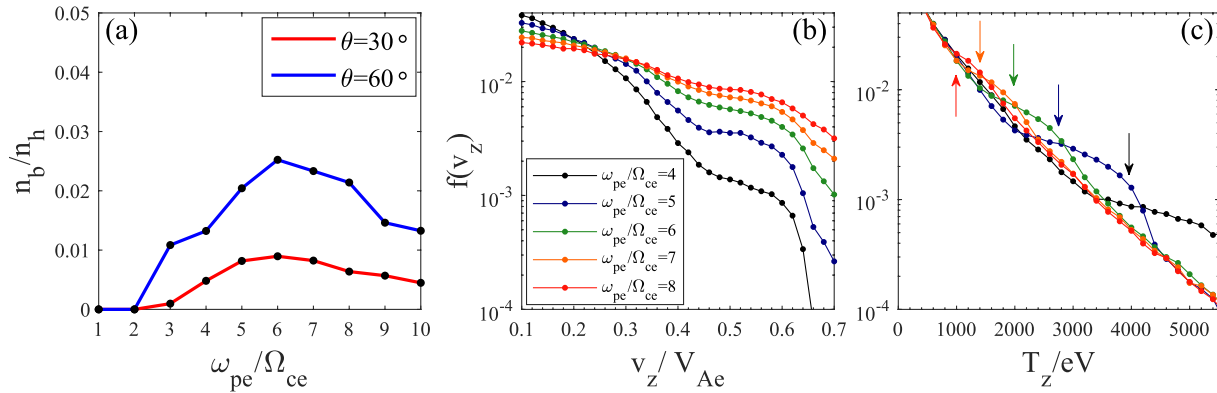 (a)
θ=30°
θ=60°
0.05
0.04
0.03
0.02
0.01
0
n_b/n_h
1 2 3 4 5 6 7 8 9 10
ω_pe/Ω_ce
(b)
10^-2
10^-3
10^-4
f(v_z)
ω_pe/Ω_ce=4
ω_pe/Ω_ce=5
ω_pe/Ω_ce=6
ω_pe/Ω_ce=7
ω_pe/Ω_ce=8
0.1 0.2 0.3 0.4 0.5 0.6 0.7
v_z/V_Ae
(c)
10^-2
10^-3
10^-4
0 1000 2000 3000 4000 5000
T_z/eV